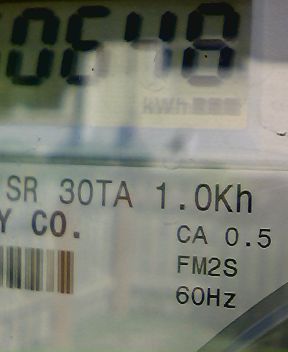 0648
kWh
SR 30TA 1.0Kh
Y CO.
CA 0.5
FM2S
60Hz